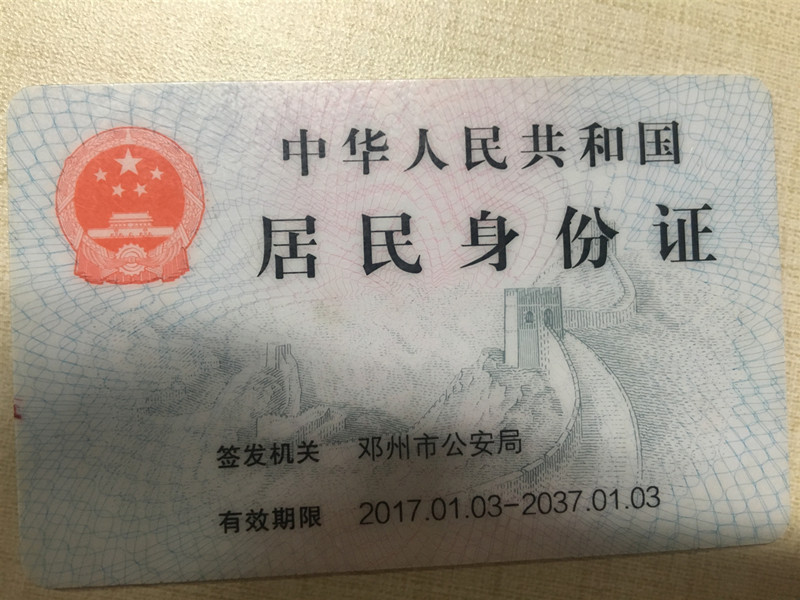 中华人民共和国
居民身份证
签发机关 邓州市公安局
有效期限 2017.01.03-2037.01.03